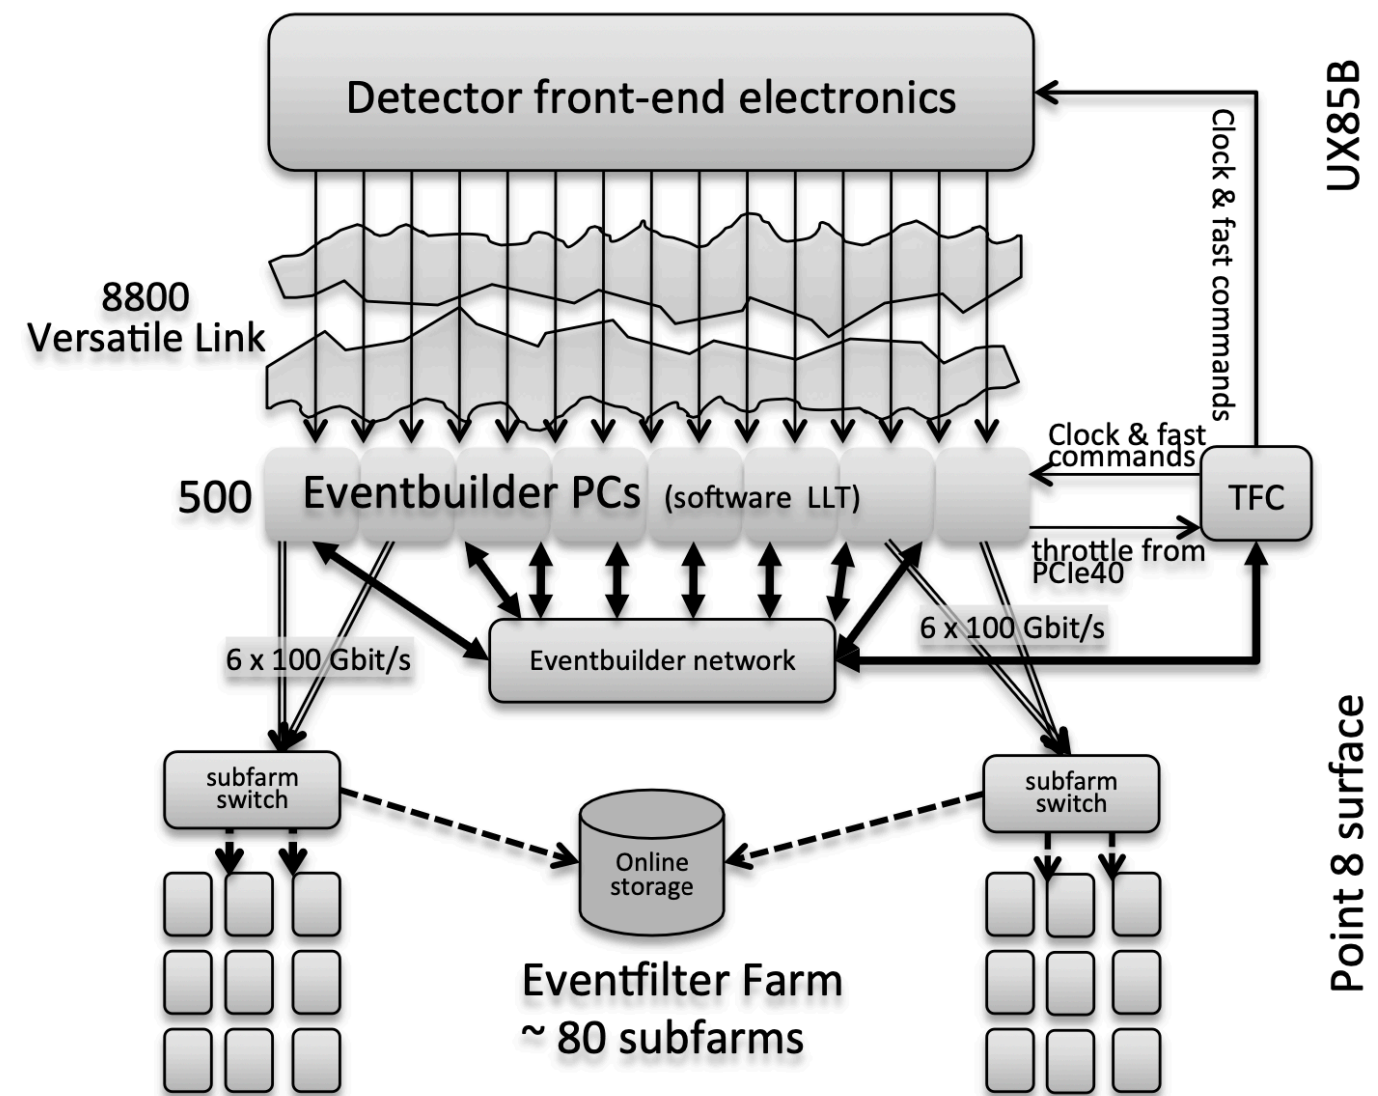 Detector front-end electronics
UX85B
Clock & fast commands
8800
Versatile Link
Clock & fast
commands
500
Eventbuilder PCs (software LLT)
TFC
throttle from
PCIe40
6 x 100 Gbit/s
6 x 100 Gbit/s
Eventbuilder network
Point 8 surface
subfarm
switch
subfarm
switch
Online
storage
Eventfilter Farm
~ 80 subfarms